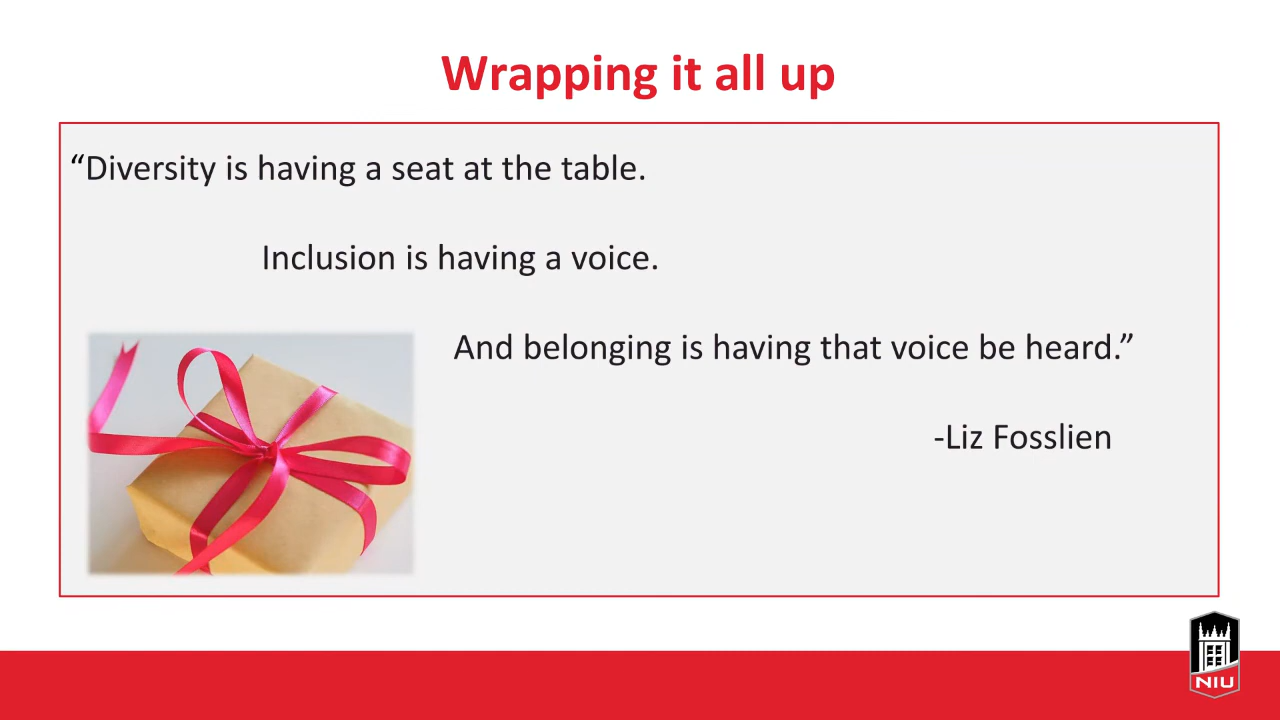 Wrapping it all up
“Diversity is having a seat at the table.
Inclusion is having a voice.
And belonging is having that voice be heard.”
-Liz Fosslien
NIU